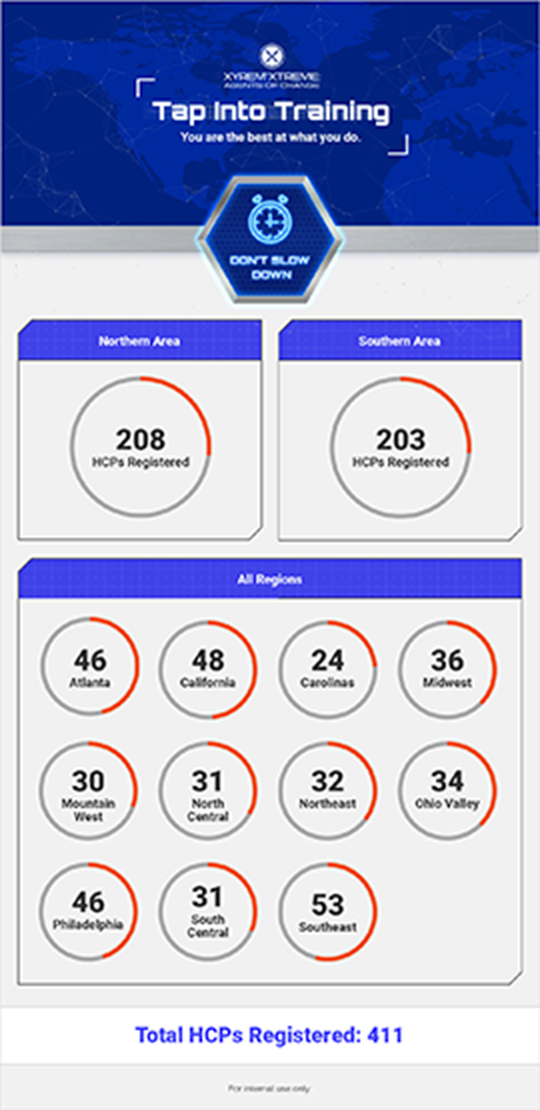 XYREM'XTREME
AGENTS OF CHANGE
Tap Into Training
You are the best at what you do.
DON'T SLOW
DOWN
Northern Area
Southern Area
208
HCPs Registered
203
HCPs Registered
All Regions
46
Atlanta
48
California
24
Carolinas
36
Midwest
30
Mountain
West
31
North
Central
32
Northeast
34
Ohio Valley
46
Philadelphia
31
South
Central
53
Southeast
Total HCPs Registered: 411
For internal use only